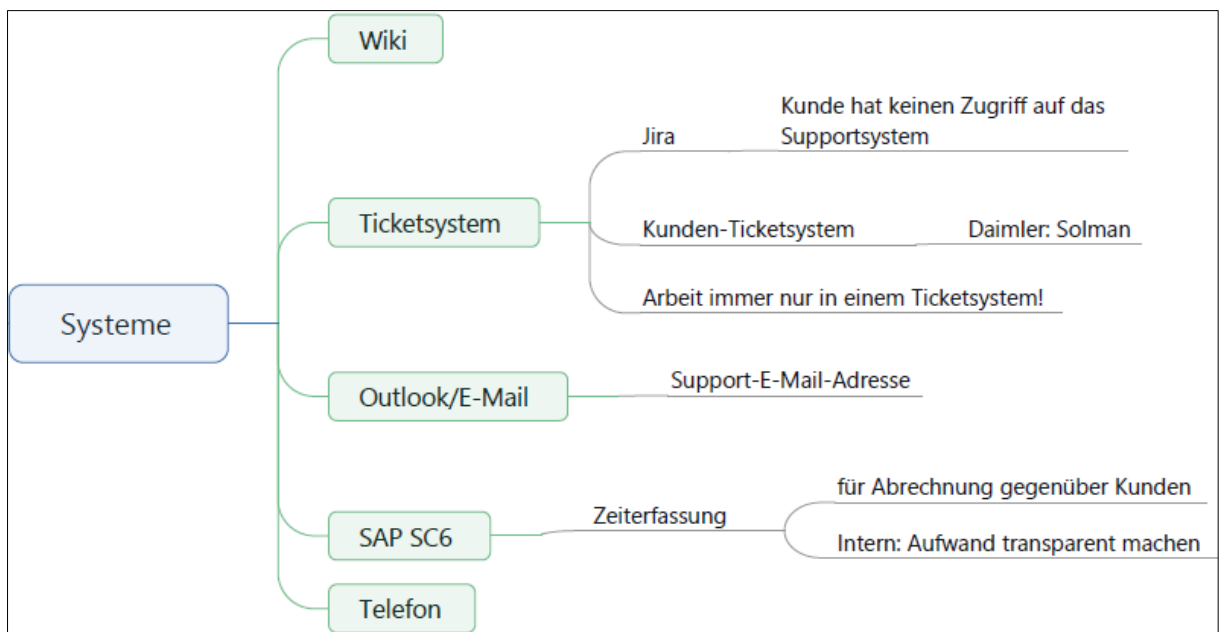 Wiki
Kunde hat keinen Zugriff auf das
Jira
Supportsystem
Ticketsystem
Kunden-Ticketsystem
Daimler: Solman
Arbeit immer nur in einem Ticketsystem!
Systeme
Outlook/E-Mail
Support-E-Mail-Adresse
SAP SC6
Zeiterfassung
für Abrechnung gegenüber Kunden
Intern: Aufwand transparent machen
Telefon